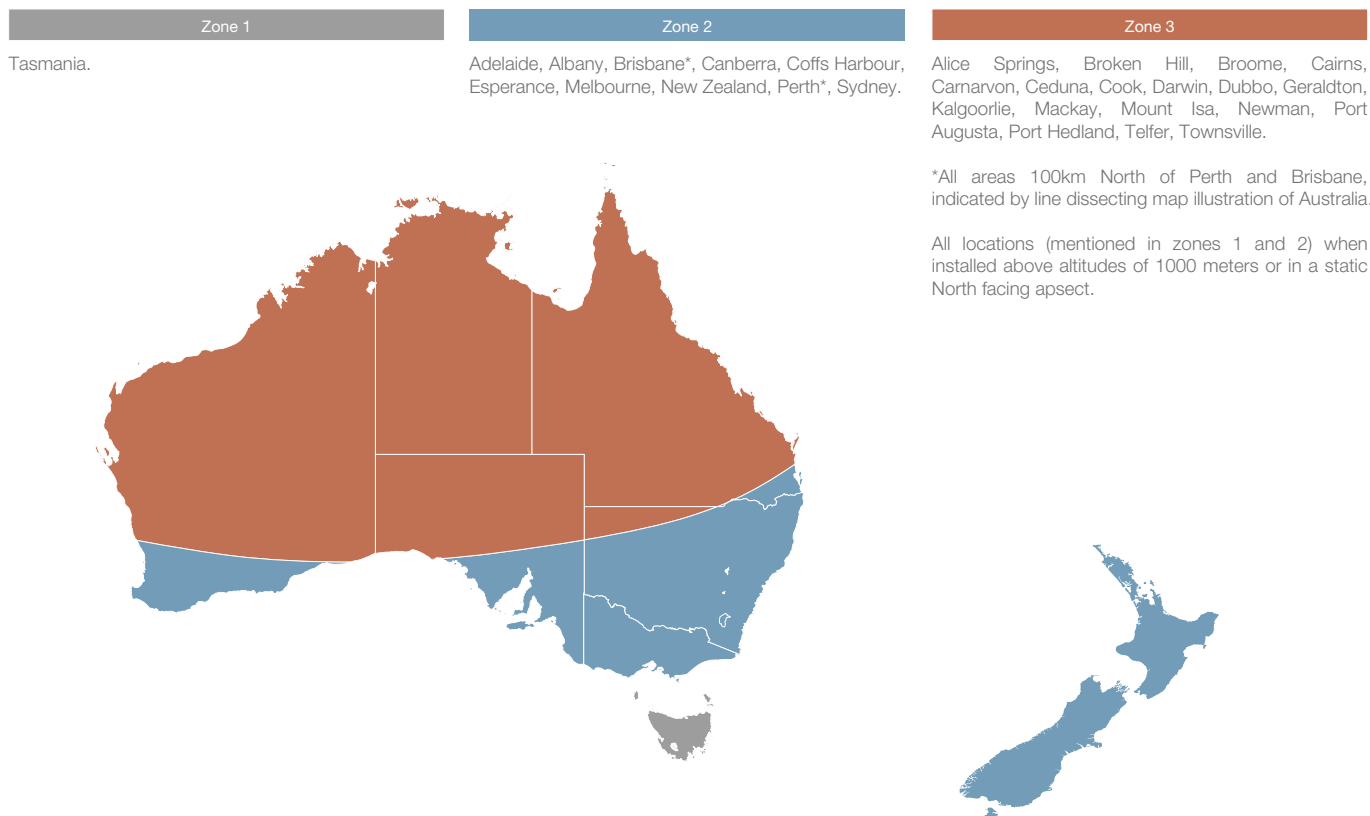 Zone 1
Tasmania.
Zone 2
Adelaide, Albany, Brisbane*, Canberra, Coffs Harbour,
Esperance, Melbourne, New Zealand, Perth*, Sydney.
Zone 3
Alice Springs, Broken Hill, Broome, Cairns,
Carnarvon, Ceduna, Cook, Darwin, Dubbo, Geraldton,
Kalgoorlie, Mackay, Mount Isa, Newman, Port
Augusta, Port Hedland, Telfer, Townsville.
*All areas 100km North of Perth and Brisbane,
indicated by line dissecting map illustration of Australia.
All locations (mentioned in zones 1 and 2) when
installed above altitudes of 1000 meters or in a static
North facing apsect.